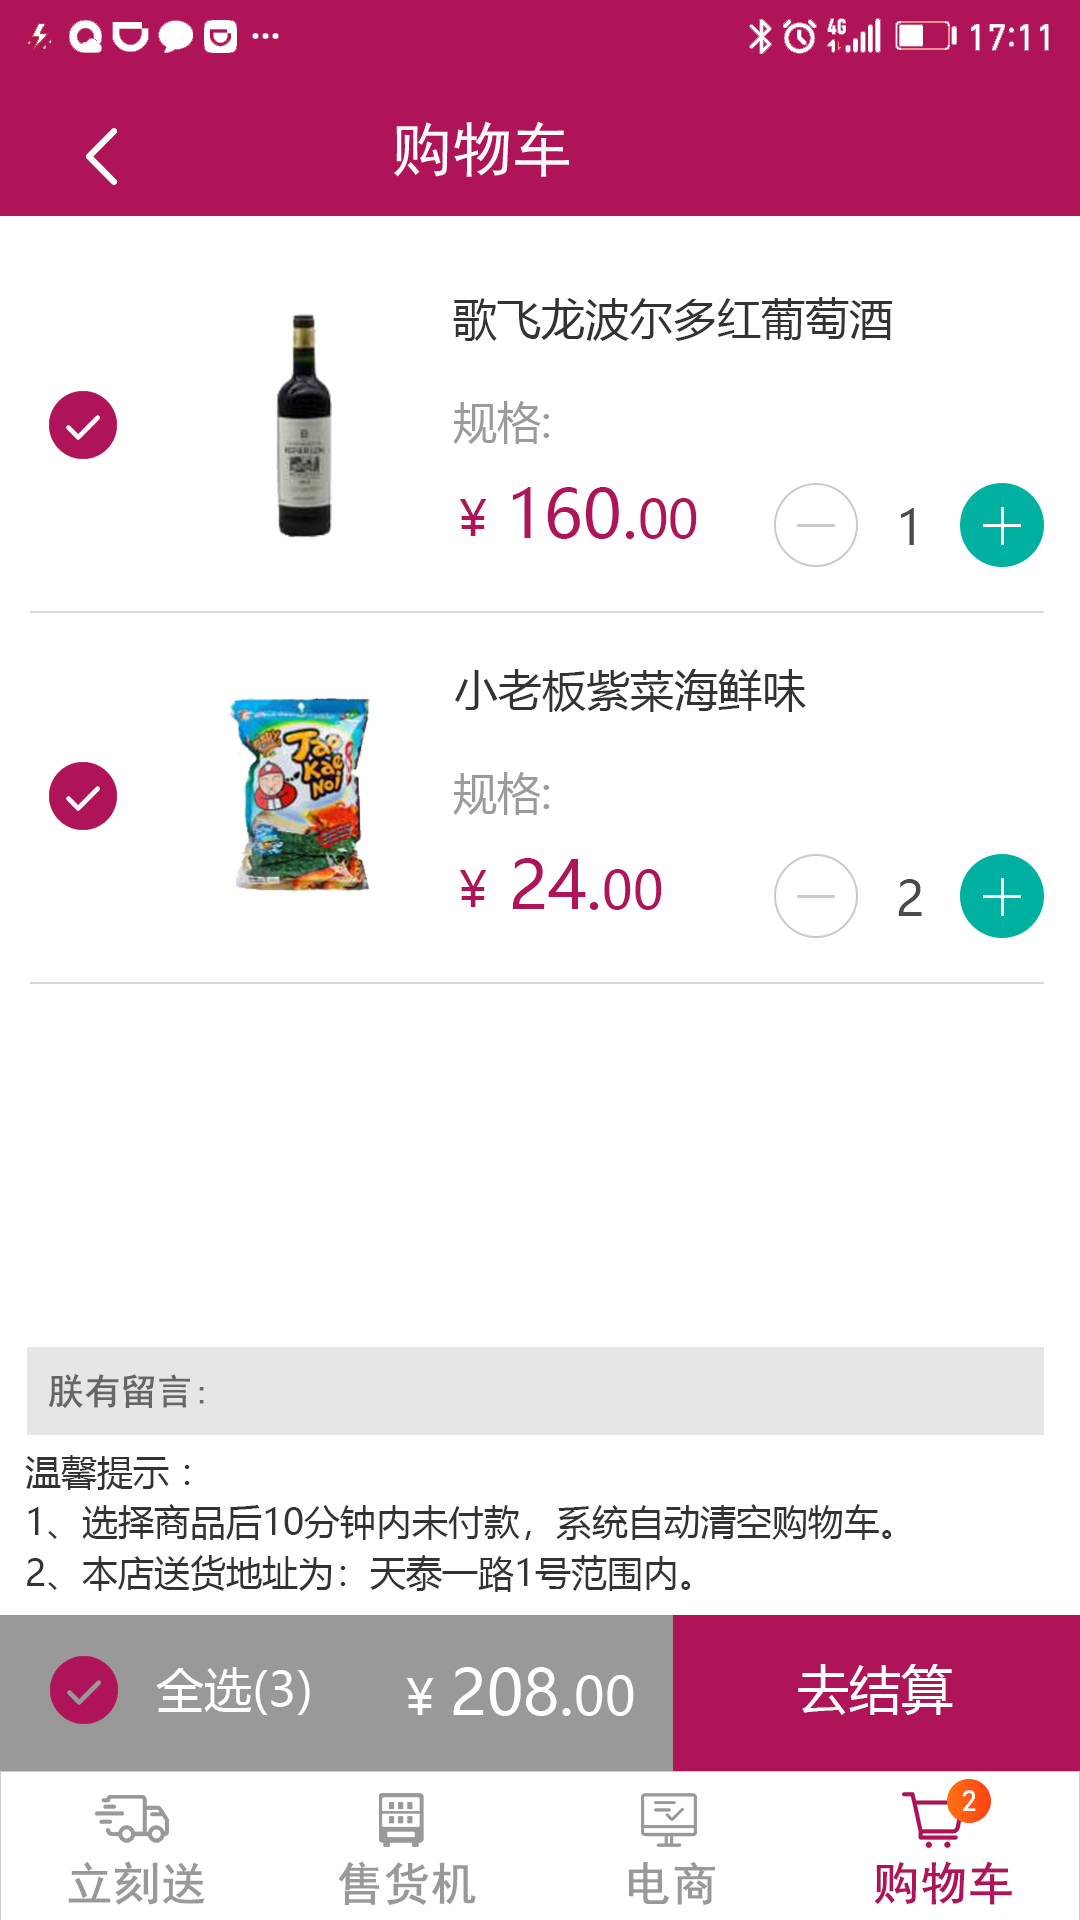 4G
17:11
购物车
歌飞龙波尔多红葡萄酒
规格:
¥ 160.00
1
小老板紫菜海鲜味
Tao
Kae
Noi
规格:
¥ 24.00
2
朕有留言:
温馨提示：
1、选择商品后10分钟内未付款，系统自动清空购物车。
2、本店送货地址为：天泰一路1号范围内。
全选(3)
¥ 208.00
去结算
2
立刻送
售货机
电商
购物车